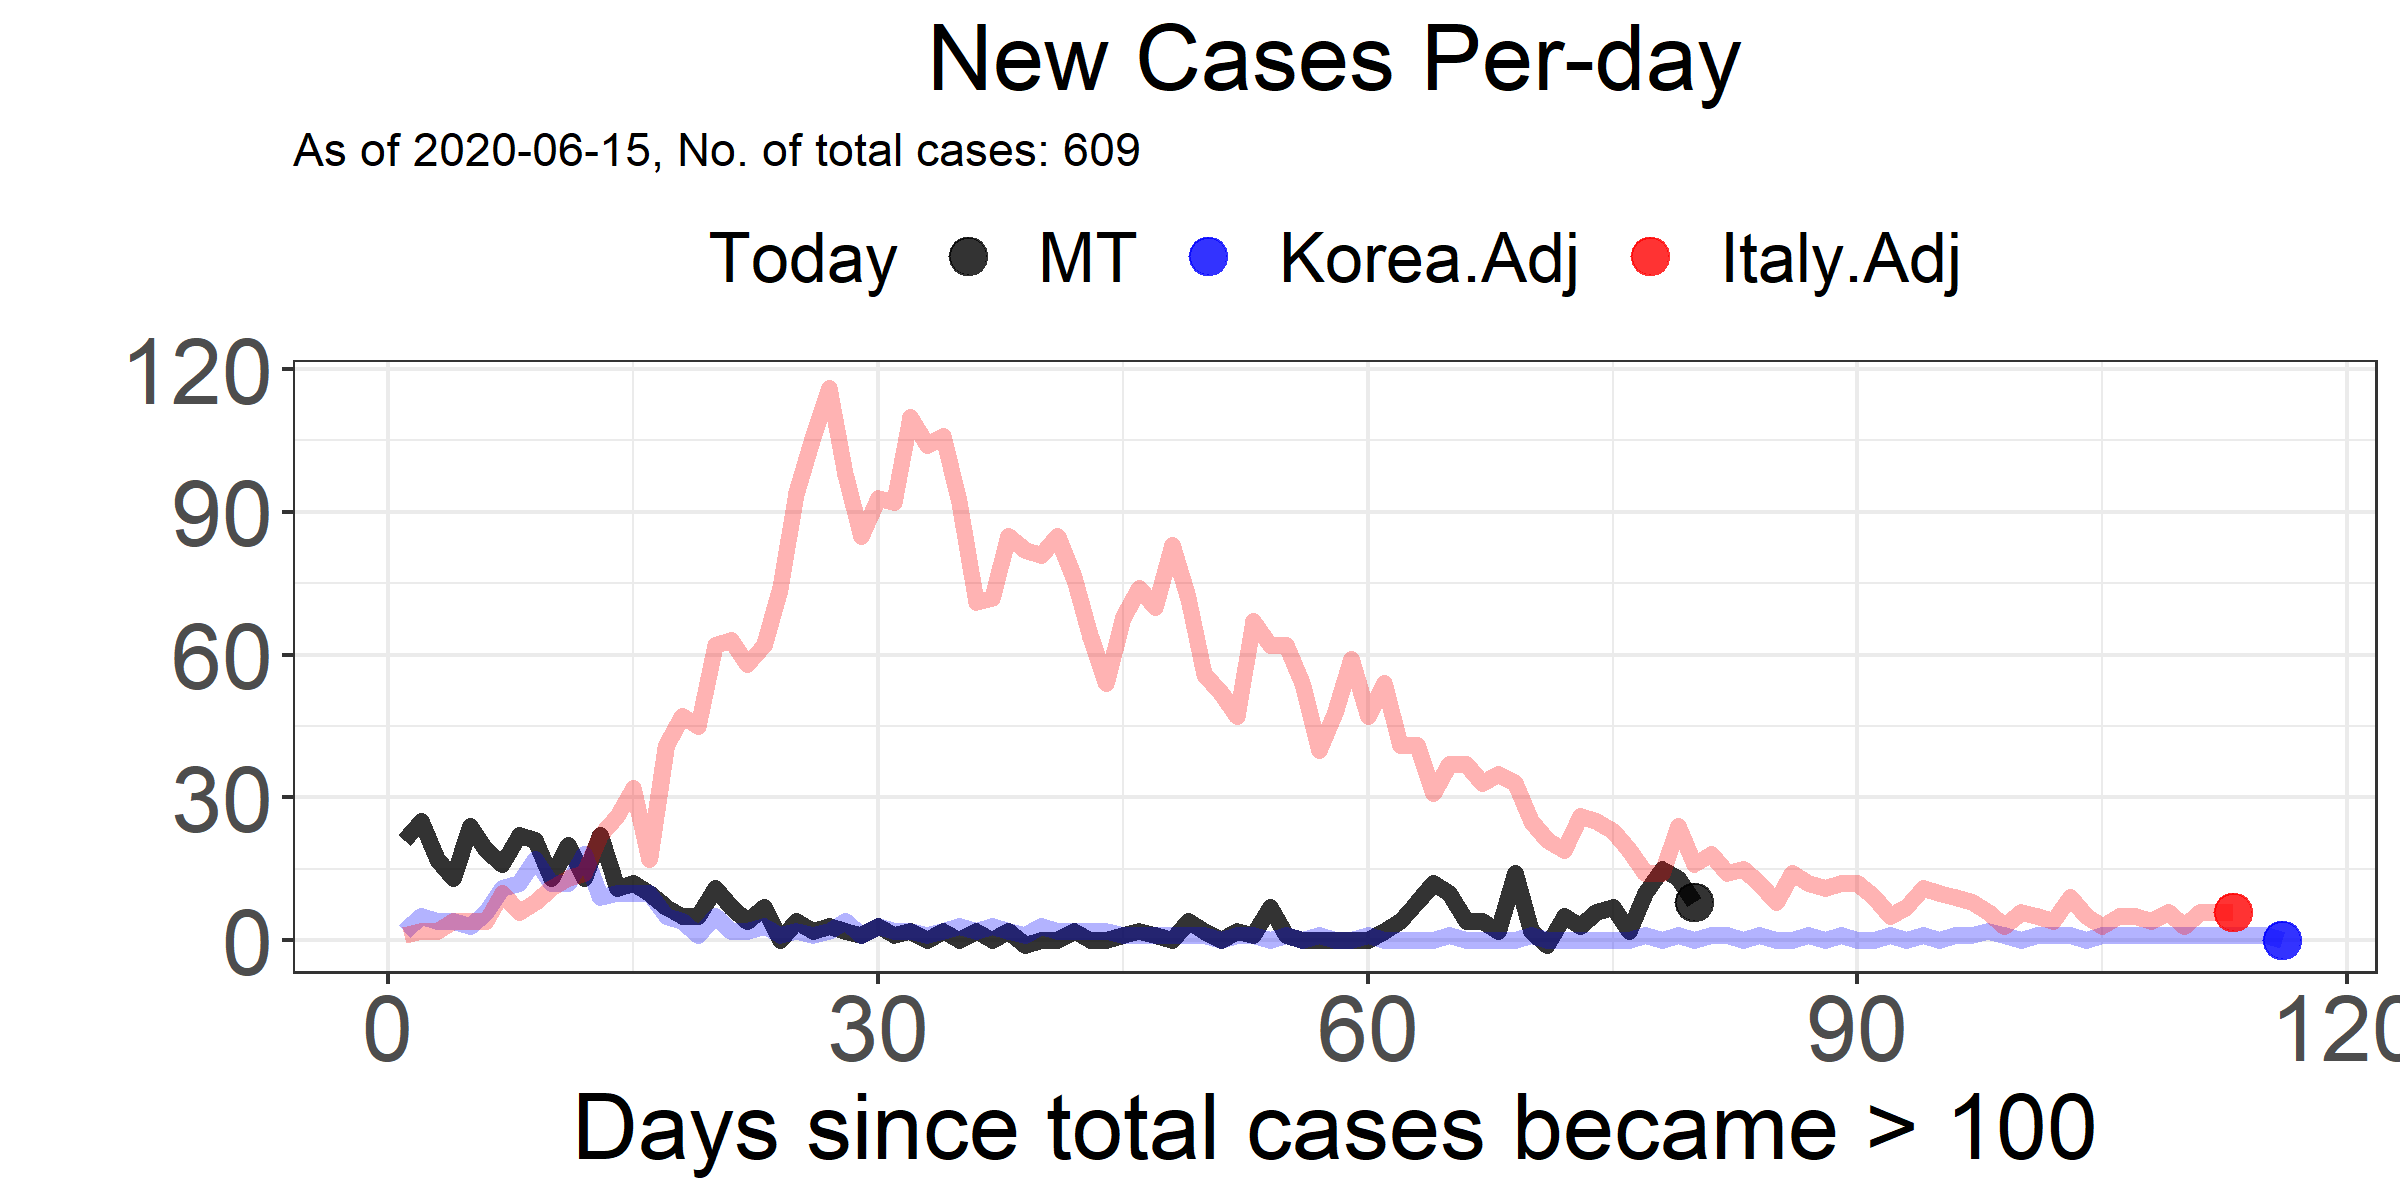 New Cases Per-day
As of 2020-06-15, No. of total cases: 609
Today MT Korea.Adj Italy.Adj
120
90
60
30
0
0 30 60 90 120
Days since total cases became > 100